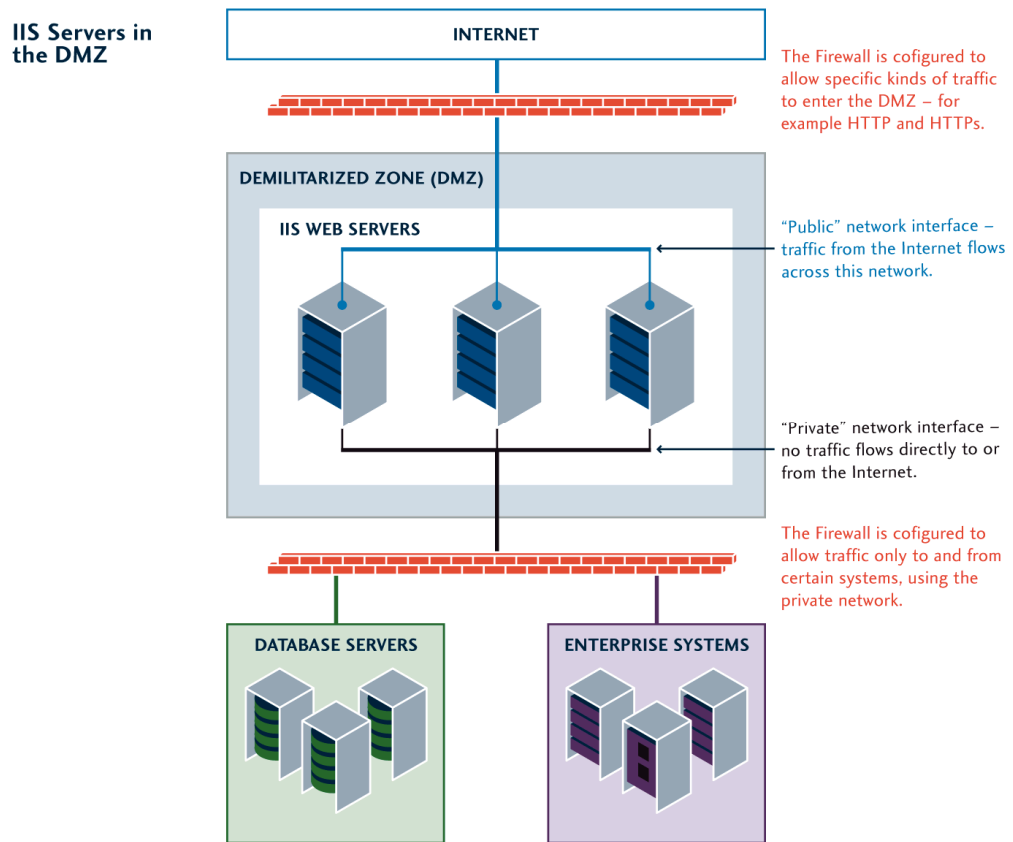 IIS Servers in
the DMZ
INTERNET
The Firewall is cofigured to
allow specific kinds of traffic
to enter the DMZ – for
example HTTP and HTTPs.
DEMILITARIZED ZONE (DMZ)
IIS WEB SERVERS
“Public” network interface –
traffic from the Internet flows
across this network.
“Private” network interface –
no traffic flows directly to or
from the Internet.
The Firewall is cofigured to
allow traffic only to and from
certain systems, using the
private network.
DATABASE SERVERS
ENTERPRISE SYSTEMS